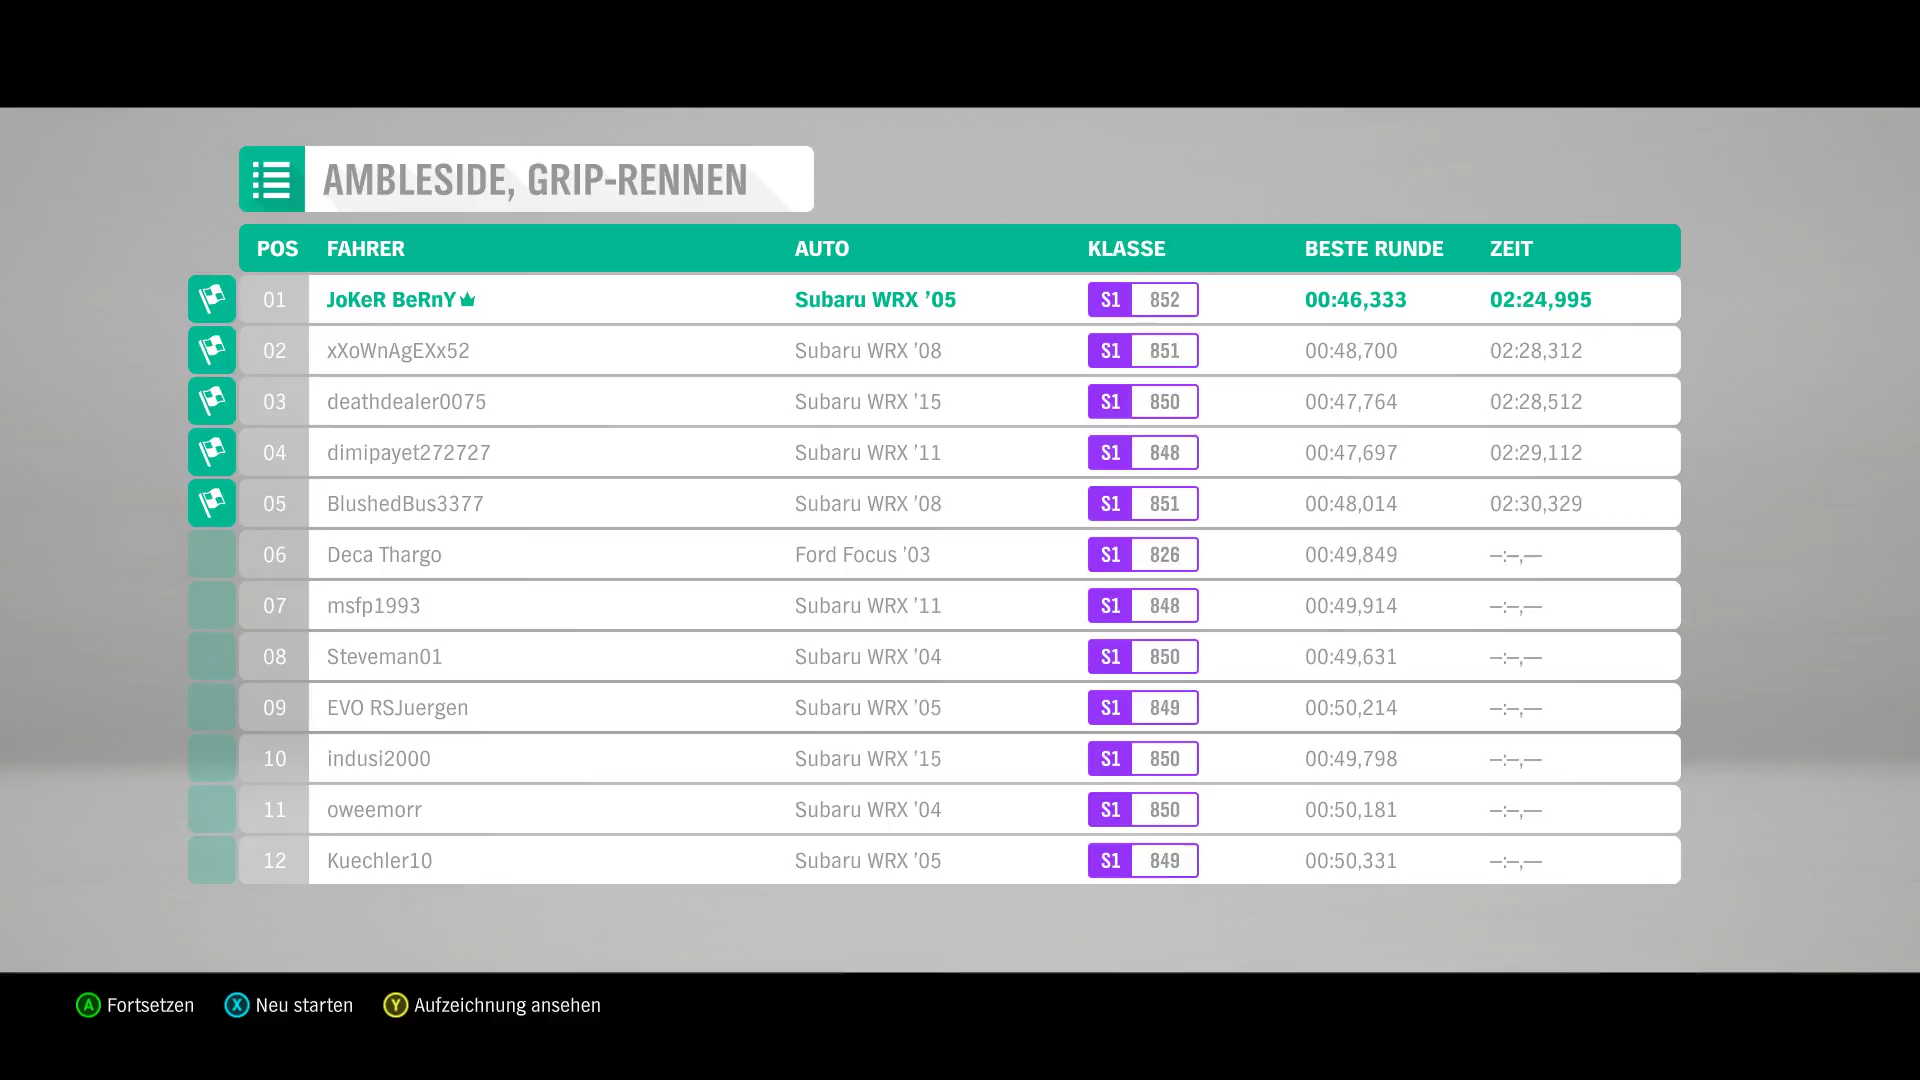 AMBLESIDE, GRIP-RENNEN
POS FAHRER AUTO KLASSE BESTE RUNDE ZEIT
01 JoKeR BeRnY Subaru WRX ’05 S1 852 00:46,333 02:24,995
02 xXoWnAgEXx52 Subaru WRX ’08 S1 851 00:48,700 02:28,312
03 deathdealer0075 Subaru WRX ’15 S1 850 00:47,764 02:28,512
04 dimipayet272727 Subaru WRX ’11 S1 848 00:47,697 02:29,112
05 BlushedBus3377 Subaru WRX ’08 S1 851 00:48,014 02:30,329
06 Deca Thargo Ford Focus ’03 S1 826 00:49,849 –:–,––
07 msfp1993 Subaru WRX ’11 S1 848 00:49,914 –:–,––
08 Steveman01 Subaru WRX ’04 S1 850 00:49,631 –:–,––
09 EVO RSJuergen Subaru WRX ’05 S1 849 00:50,214 –:–,––
10 indusi2000 Subaru WRX ’15 S1 850 00:49,798 –:–,––
11 oweemorr Subaru WRX ’04 S1 850 00:50,181 –:–,––
12 Kuechler10 Subaru WRX ’05 S1 849 00:50,331 –:–,––
A Fortsetzen X Neu starten Y Aufzeichnung ansehen